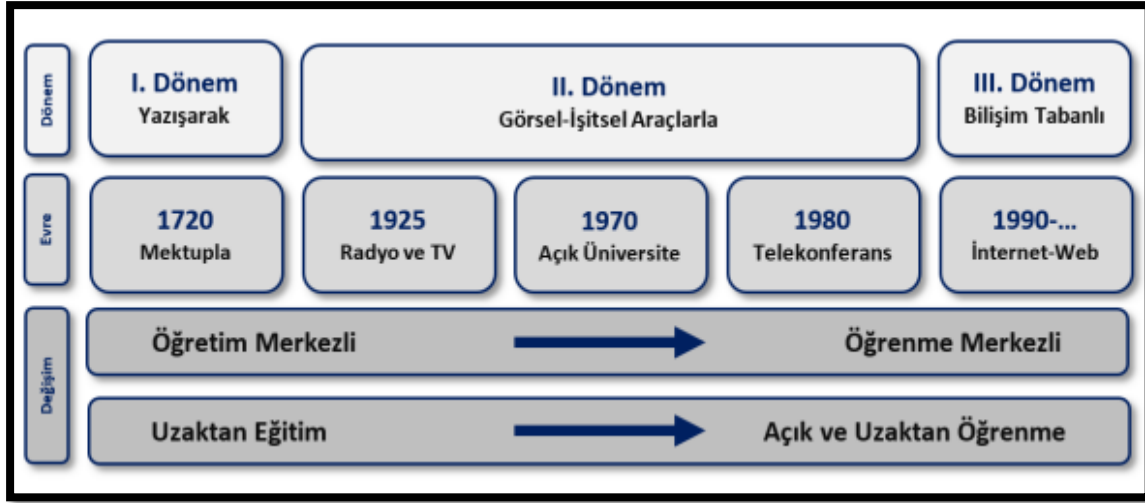 Dönem
I. Dönem
Yazışarak
II. Dönem
Görsel-İşitsel Araçlarla
III. Dönem
Bilişim Tabanlı
Evre
1720
Mektupla
1925
Radyo ve TV
1970
Açık Üniversite
1980
Telekonferans
1990-...
İnternet-Web
Değişim
Öğretim Merkezli
Öğrenme Merkezli
Uzaktan Eğitim
Açık ve Uzaktan Öğrenme